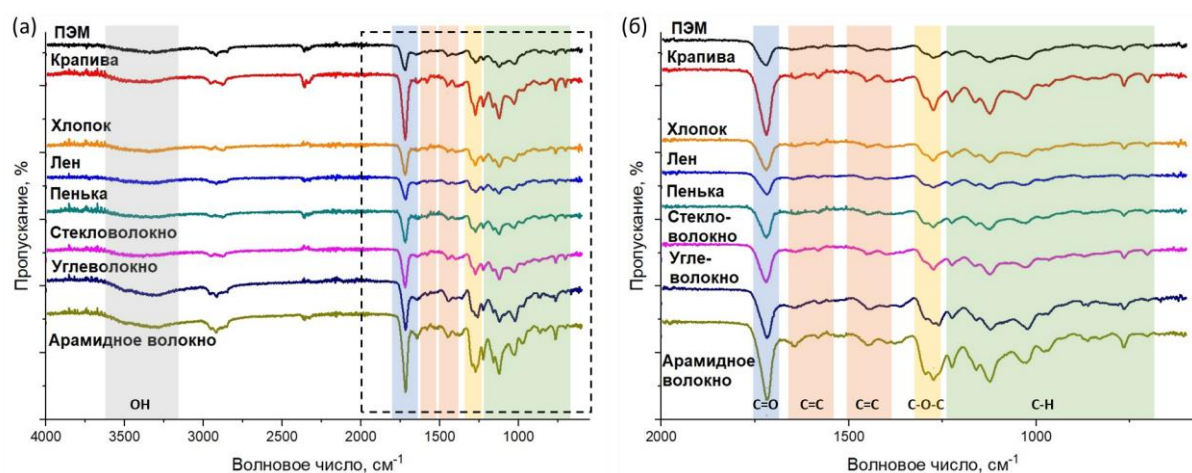 (а)
ПЭМ
Крапива
Хлопок
Лен
Пенька
Стекловолокно
Углеволокно
Арамидное волокно
Пропускание, %
OH
4000 3500 3000 2500 2000 1500 1000
Волновое число, см⁻¹
(б)
ПЭМ
Крапива
Хлопок
Лен
Пенька
Стекло-
волокно
Угле-
волокно
Арамидное
волокно
Пропускание, %
C=O C=C C=C C-O-C C-H
2000 1500 1000
Волновое число, см⁻¹